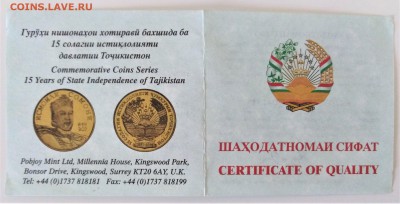 COINS.LAVE.RU
Гурӯҳи нишонаҳои хотиравӣ бахшида ба
15 солагии истиқлолияти
давлатии Тоҷикистон
Commemorative Coins Series
15 Years of State Independence of Tajikistan
Pobjoy Mint Ltd, Millennia House, Kingswood Park,
Bonsor Drive, Kingswood, Surrey KT20 6AY, U.K.
Tel: +44 (0)1737 818181 Fax: +44 (0)1737 818199
ШАҲОДАТНОМАИ СИФАТ
CERTIFICATE OF QUALITY